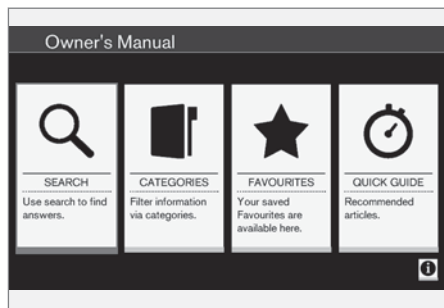 Owner's Manual
SEARCH
Use search to find
answers.
CATEGORIES
Filter information
via categories.
FAVOURITES
Your saved
Favourites are
available here.
QUICK GUIDE
Recommended
articles.
i